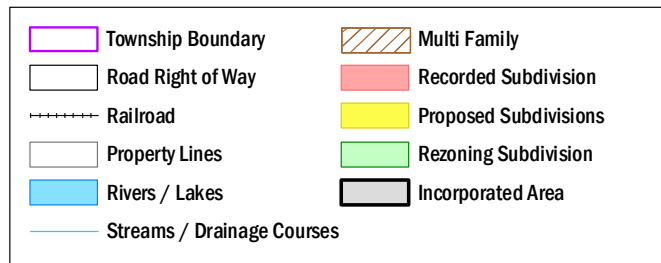 Township Boundary
Road Right of Way
Railroad
Property Lines
Rivers / Lakes
Streams / Drainage Courses
Multi Family
Recorded Subdivision
Proposed Subdivisions
Rezoning Subdivision
Incorporated Area